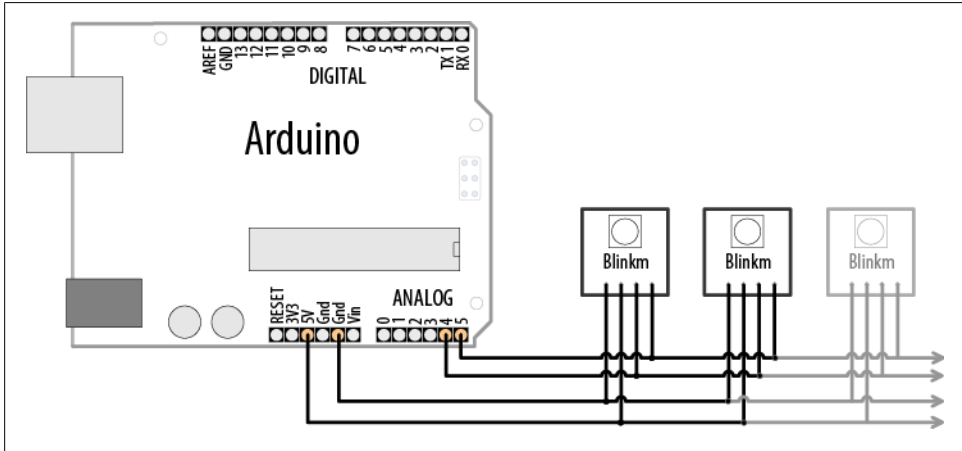 AREF GND 13 12 11 10 9 8 7 6 5 4 3 2 TX 1 RX 0
DIGITAL
Arduino
Blinkm Blinkm Blinkm
ANALOG
RESET 3V3 5V Gnd Gnd Vin 0 1 2 3 4 5